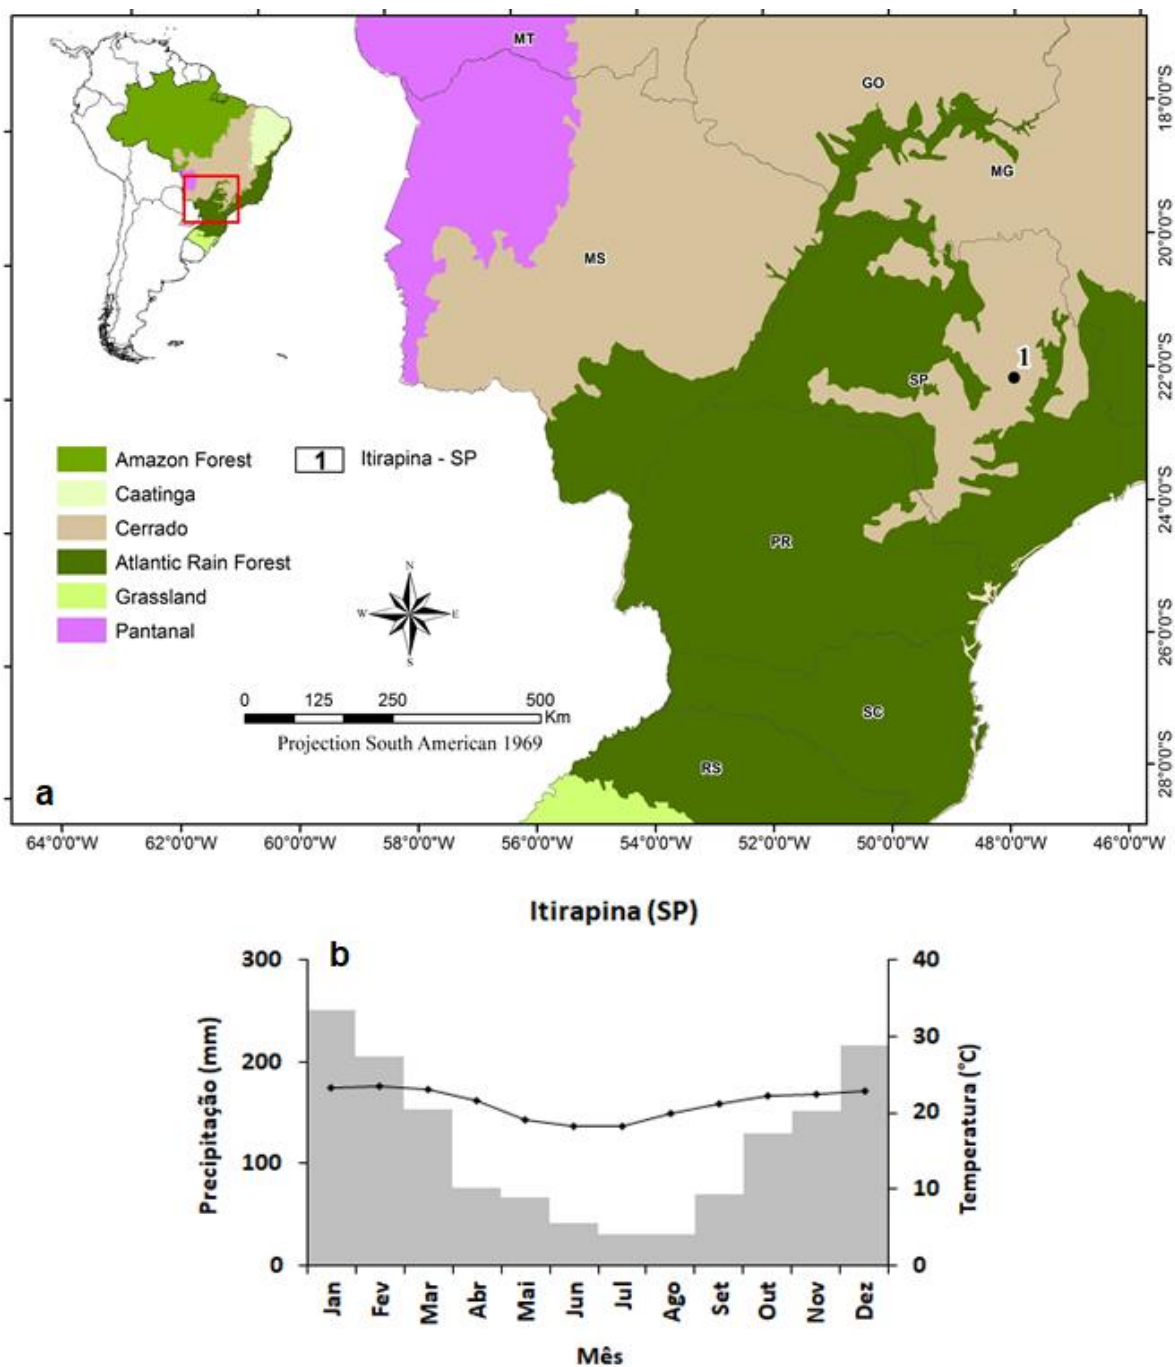 MT
GO
MG
MS
1
SP
PR
SC
RS
18°0'0"S
20°0'0"S
22°0'0"S
24°0'0"S
26°0'0"S
28°0'0"S
Amazon Forest
1 Itirapina - SP
Caatinga
Cerrado
Atlantic Rain Forest
Grassland
Pantanal
N
W E
S
0 125 250 500
Km
Projection South American 1969
a
64°0'0"W 62°0'0"W 60°0'0"W 58°0'0"W 56°0'0"W 54°0'0"W 52°0'0"W 50°0'0"W 48°0'0"W 46°0'0"W
Itirapina (SP)
b
Precipitação (mm)
300
200
100
0
Temperatura (°C)
40
30
20
10
0
Jan Fev Mar Abr Mai Jun Jul Ago Set Out Nov Dez
Mês